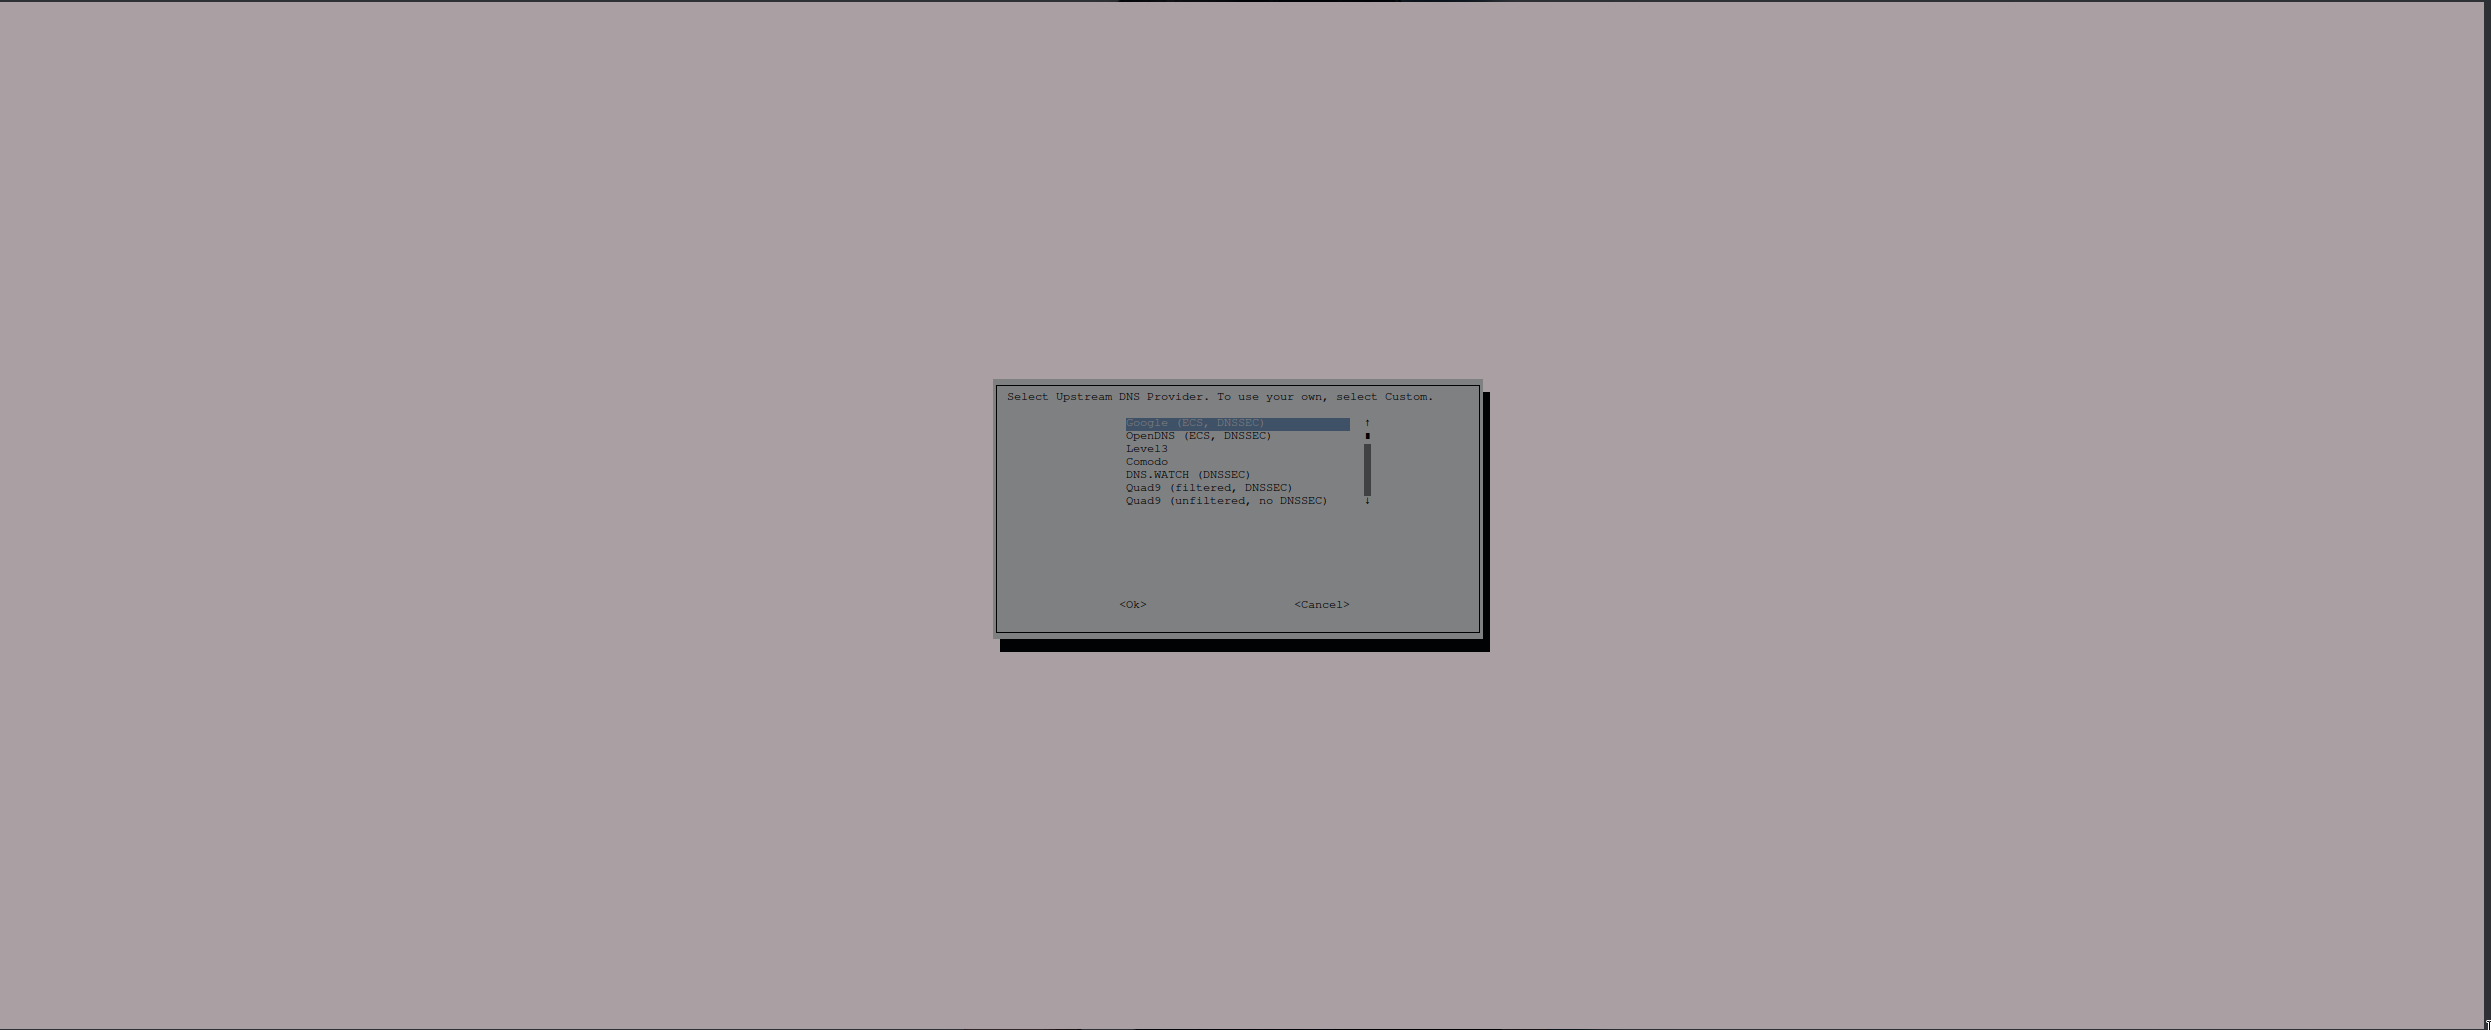 Select Upstream DNS Provider. To use your own, select Custom.
Google (ECS, DNSSEC)
OpenDNS (ECS, DNSSEC)
Level3
Comodo
DNS.WATCH (DNSSEC)
Quad9 (filtered, DNSSEC)
Quad9 (unfiltered, no DNSSEC)
<Ok> <Cancel>